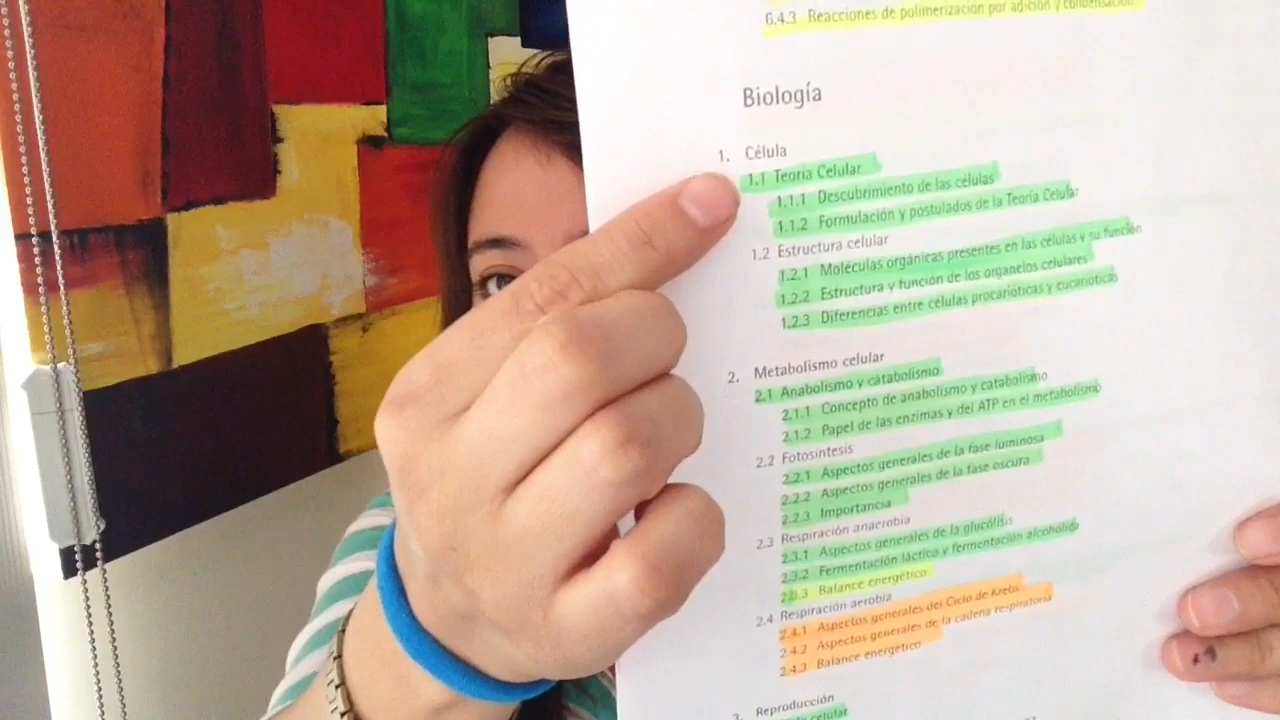 6.4.3 Reacciones de polimerización por adición y condensación
Biología
1. Célula
1.1 Teoría Celular
1.1.1 Descubrimiento de las células
1.1.2 Formulación y postulados de la Teoría Celular
1.2 Estructura celular
1.2.1 Moleculas orgánicas presentes en las células y su función
1.2.2 Estructura y función de los organelos celulares
1.2.3 Diferencias entre células procarioticas y eucarioticas
2. Metabolismo celular
2.1 Anabolismo y catabolismo
2.1.1 Concepto de anabolismo y catabolismo
2.1.2 Papel de las enzimas y del ATP en el metabolismo
2.2 Fotosintesis
2.2.1 Aspectos generales de la fase luminosa
2.2.2 Aspectos generales de la fase oscura
2.2.3 Importancia
2.3 Respiración anaerobia
2.3.1 Aspectos generales de la glucólisis
2.3.2 Fermentación láctica y fermentación alcohólida
2.3.3 Balance energético
2.4 Respiración aerobia
2.4.1 Aspectos generales del Ciclo de Krebs
2.4.2 Aspectos generales de la cadena respiratoria
2.4.3 Balance energético
3. Reproducción
celular